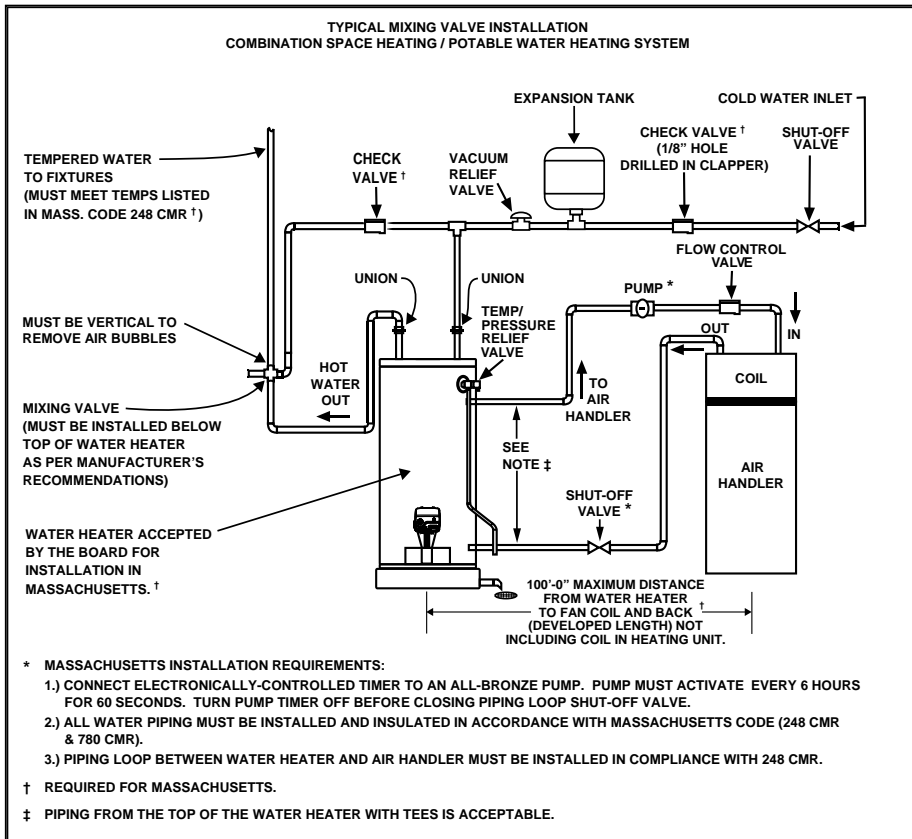 TYPICAL MIXING VALVE INSTALLATION
COMBINATION SPACE HEATING / POTABLE WATER HEATING SYSTEM
EXPANSION TANK
COLD WATER INLET
TEMPERED WATER
TO FIXTURES
(MUST MEET TEMPS LISTED
IN MASS. CODE 248 CMR †)
CHECK
VALVE †
VACUUM
RELIEF
VALVE
CHECK VALVE †
(1/8" HOLE
DRILLED IN CLAPPER)
SHUT-OFF
VALVE
FLOW CONTROL
VALVE
UNION
UNION
PUMP *
TEMP/
PRESSURE
RELIEF
VALVE
OUT
IN
MUST BE VERTICAL TO
REMOVE AIR BUBBLES
HOT
WATER
OUT
TO
AIR
HANDLER
COIL
MIXING VALVE
(MUST BE INSTALLED BELOW
TOP OF WATER HEATER
AS PER MANUFACTURER'S
RECOMMENDATIONS)
SEE
NOTE ‡
AIR
HANDLER
SHUT-OFF
VALVE *
WATER HEATER ACCEPTED
BY THE BOARD FOR
INSTALLATION IN
MASSACHUSETTS. †
100'-0" MAXIMUM DISTANCE
FROM WATER HEATER
TO FAN COIL AND BACK †
(DEVELOPED LENGTH) NOT
INCLUDING COIL IN HEATING UNIT.
* MASSACHUSETTS INSTALLATION REQUIREMENTS:
1.) CONNECT ELECTRONICALLY-CONTROLLED TIMER TO AN ALL-BRONZE PUMP. PUMP MUST ACTIVATE EVERY 6 HOURS
FOR 60 SECONDS. TURN PUMP TIMER OFF BEFORE CLOSING PIPING LOOP SHUT-OFF VALVE.
2.) ALL WATER PIPING MUST BE INSTALLED AND INSULATED IN ACCORDANCE WITH MASSACHUSETTS CODE (248 CMR
& 780 CMR).
3.) PIPING LOOP BETWEEN WATER HEATER AND AIR HANDLER MUST BE INSTALLED IN COMPLIANCE WITH 248 CMR.
† REQUIRED FOR MASSACHUSETTS.
‡ PIPING FROM THE TOP OF THE WATER HEATER WITH TEES IS ACCEPTABLE.